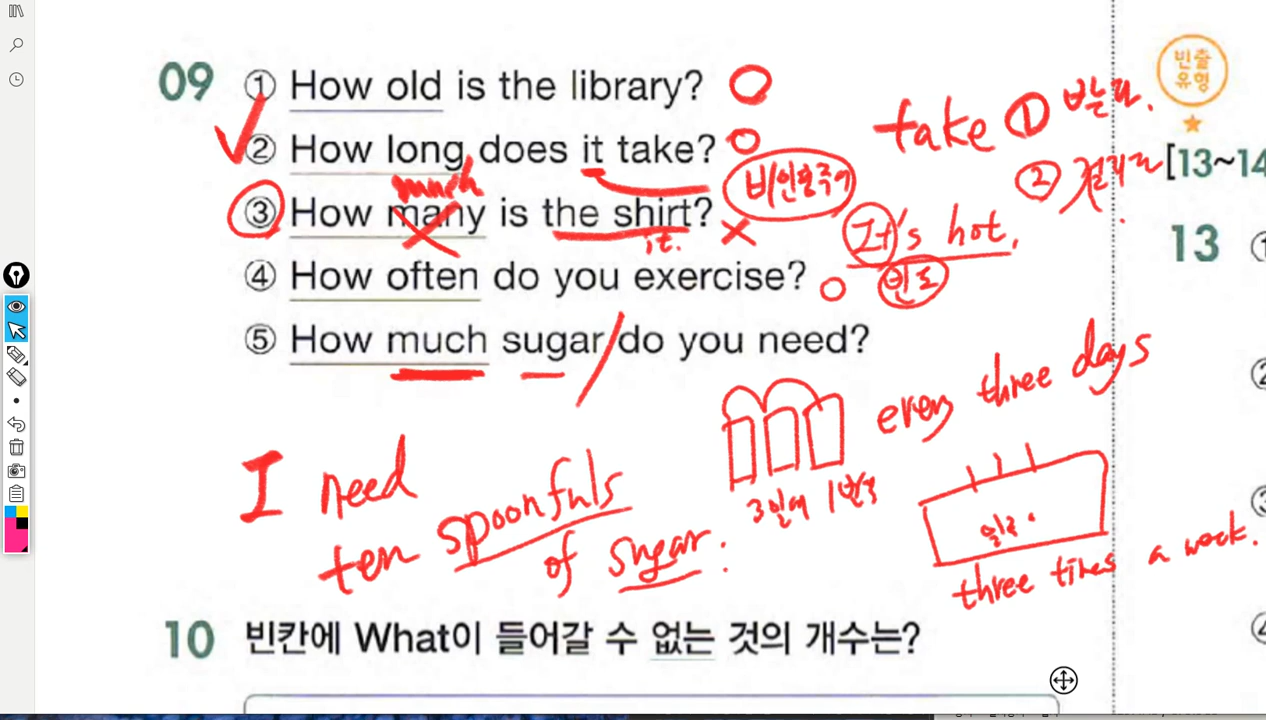 09 ① How old is the library?
② How long does it take?
③ How many is the shirt?
much
it.
④ How often do you exercise?
⑤ How much sugar do you need?
take ① 받다.
② 걸리다.
비인칭주어
It's hot.
온도
I need
ten spoonfuls
of sugar.
every three days
3일에 1번씩
three times a week.
10 빈칸에 What이 들어갈 수 없는 것의 개수는?
빈출
유형
[13~14
13